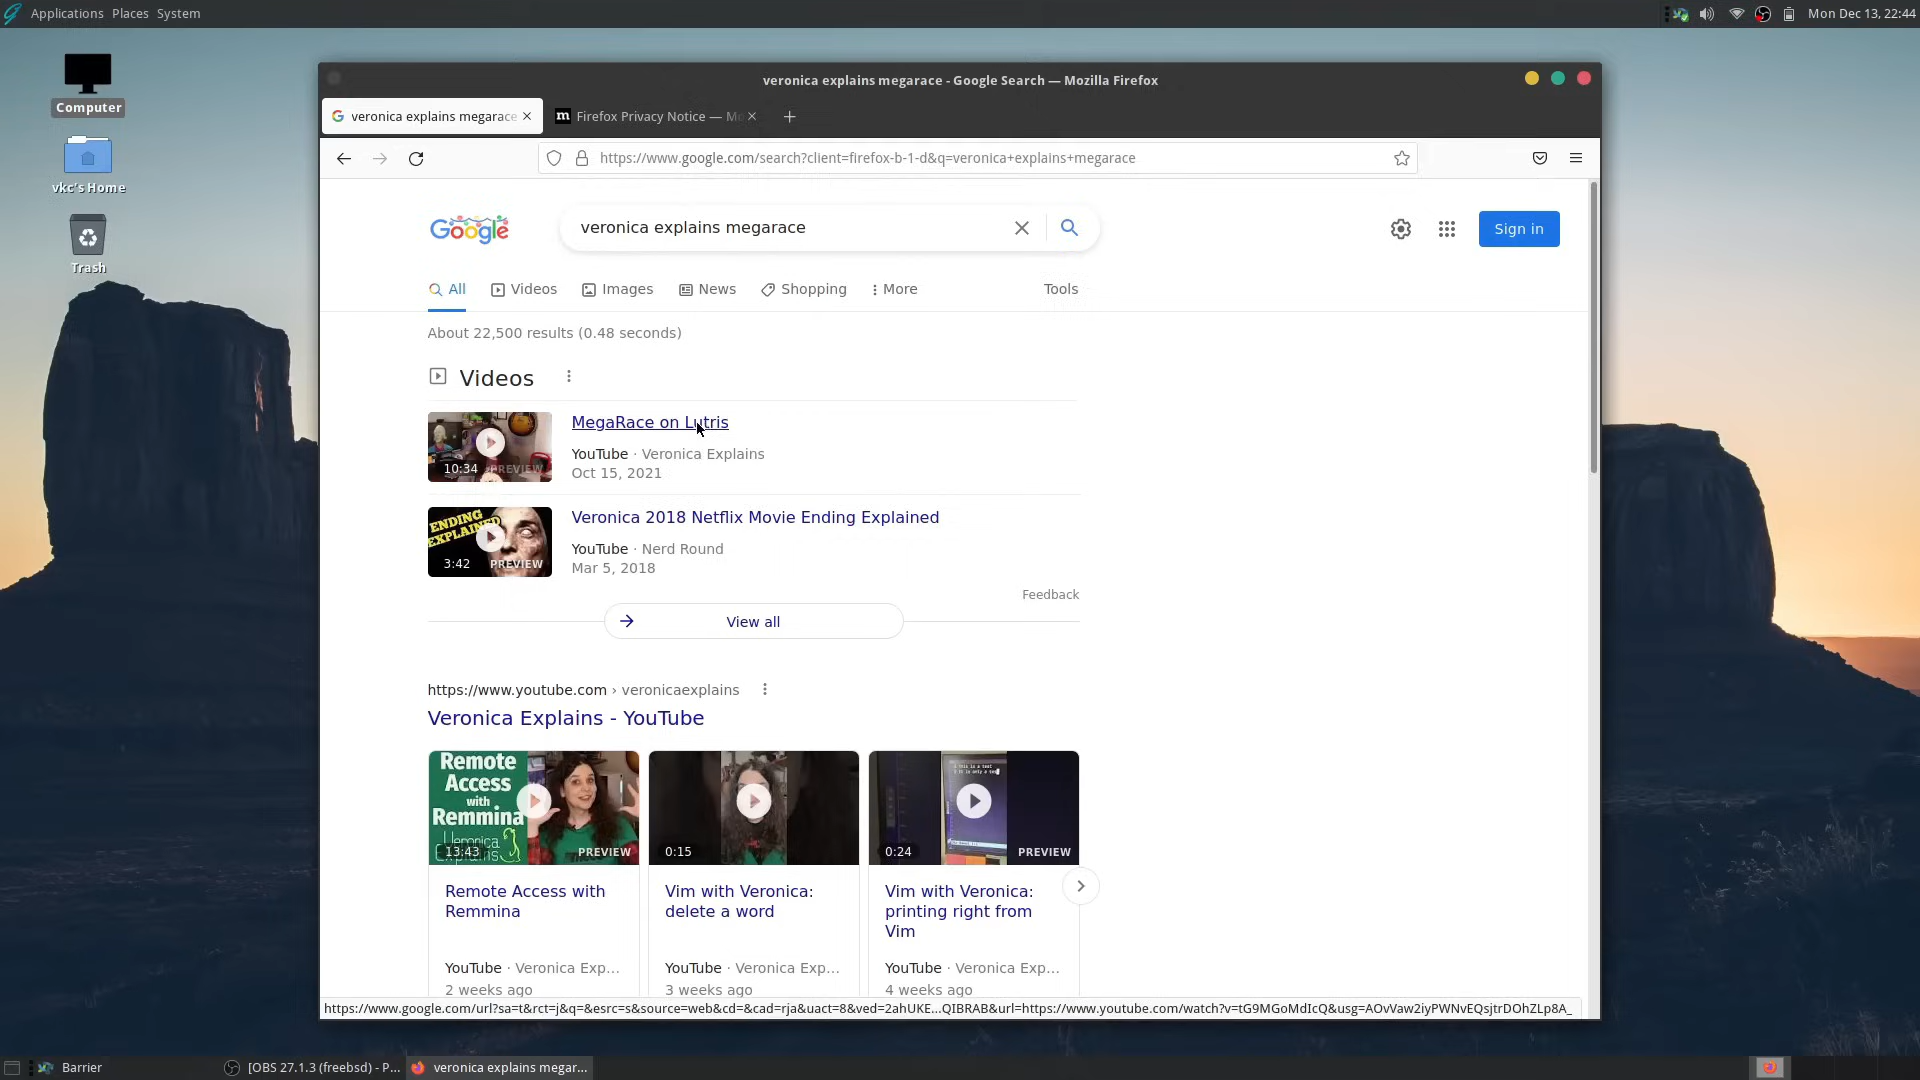 Applications Places System
Mon Dec 13, 22:44
Computer
vkc's Home
Trash
veronica explains megarace - Google Search — Mozilla Firefox
veronica explains megarace
Firefox Privacy Notice — Mo
https://www.google.com/search?client=firefox-b-1-d&q=veronica+explains+megarace
Google
veronica explains megarace
Sign in
All Videos Images News Shopping More Tools
About 22,500 results (0.48 seconds)
Videos
MegaRace on Lutris
YouTube · Veronica Explains
Oct 15, 2021
10:34 PREVIEW
Veronica 2018 Netflix Movie Ending Explained
YouTube · Nerd Round
Mar 5, 2018
ENDING
EXPLAINED
3:42 PREVIEW
Feedback
View all
https://www.youtube.com › veronicaexplains
Veronica Explains - YouTube
Remote
Access
with
Remmina
Veronica
Explains
13:43 PREVIEW
0:15
0:24 PREVIEW
Remote Access with
Remmina
YouTube · Veronica Exp...
2 weeks ago
Vim with Veronica:
delete a word
YouTube · Veronica Exp...
3 weeks ago
Vim with Veronica:
printing right from
Vim
YouTube · Veronica Exp...
4 weeks ago
https://www.google.com/url?sa=t&rct=j&q=&esrc=s&source=web&cd=&cad=rja&uact=8&ved=2ahUKE...QIBRAB&url=https://www.youtube.com/watch?v=tG9MGoMdIcQ&usg=AOvVaw2iyPWNvEQsjtrDOhZLp8A_
Barrier
[OBS 27.1.3 (freebsd) - P...
veronica explains megar...